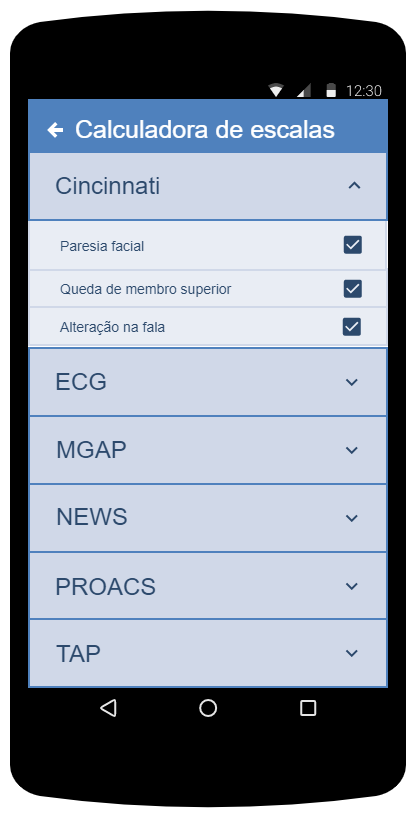 12:30
Calculadora de escalas
Cincinnati
Paresia facial
Queda de membro superior
Alteração na fala
ECG
MGAP
NEWS
PROACS
TAP